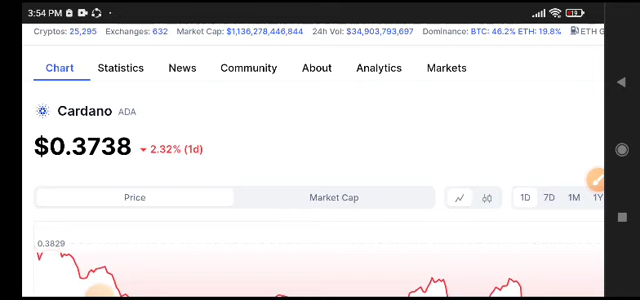 3:54 PM
19
Cryptos: 25,295 Exchanges: 632 Market Cap: $1,136,278,446,844 24h Vol: $34,903,793,697 Dominance: BTC: 46.2% ETH: 19.8% ETH G
Chart Statistics News Community About Analytics Markets
Cardano ADA
$0.3738 2.32% (1d)
Price Market Cap 1D 7D 1M 1Y
0.3829